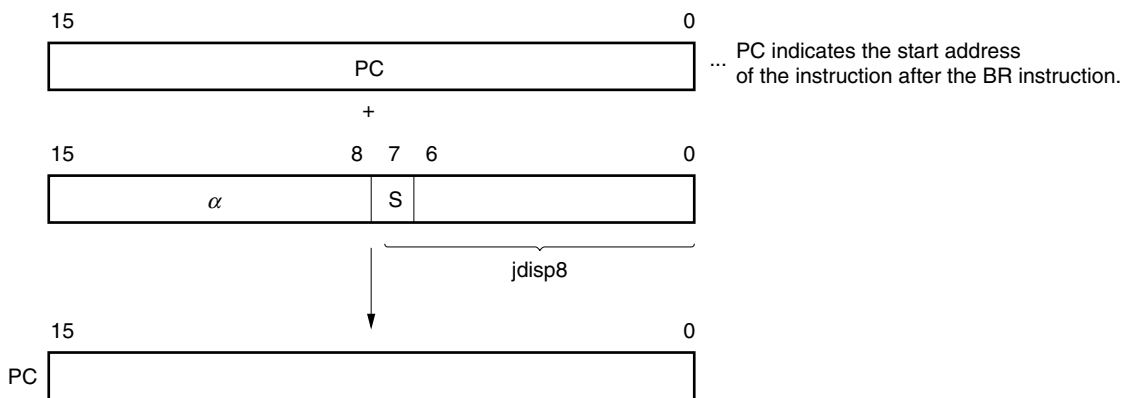 15 0
PC
... PC indicates the start address
of the instruction after the BR instruction.
+
15 8 7 6 0
α S
jdisp8
15 0
PC